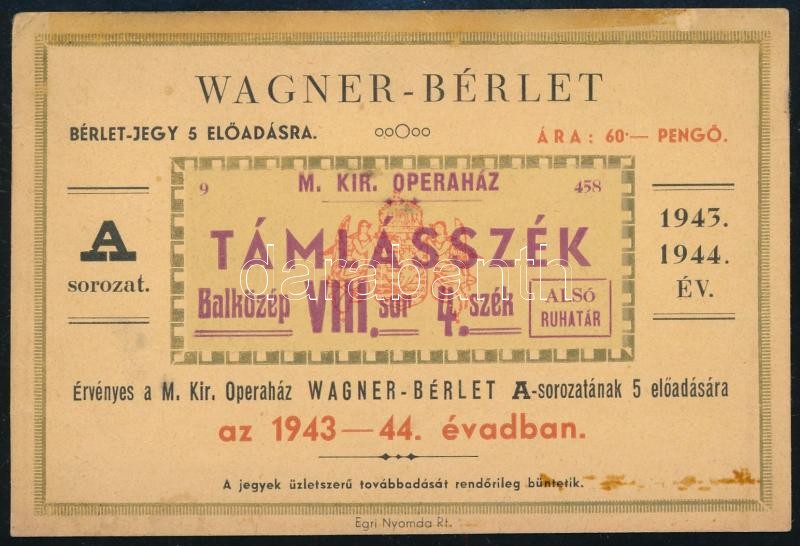 WAGNER-BÉRLET
BÉRLET-JEGY 5 ELŐADÁSRA.
ÁRA: 60·— PENGŐ.
9 M. KIR. OPERAHÁZ 458
A
sorozat.
TÁMLÁSSZÉK
Balközép VIII. sor 4. szék
ALSÓ
RUHATÁR
1943.
1944.
ÉV.
darabanth
Érvényes a M. Kir. Operaház WAGNER-BÉRLET A-sorozatának 5 előadására
az 1943—44. évadban.
A jegyek üzletszerű továbbadását rendőrileg büntetik.
Egri Nyomda Rt.